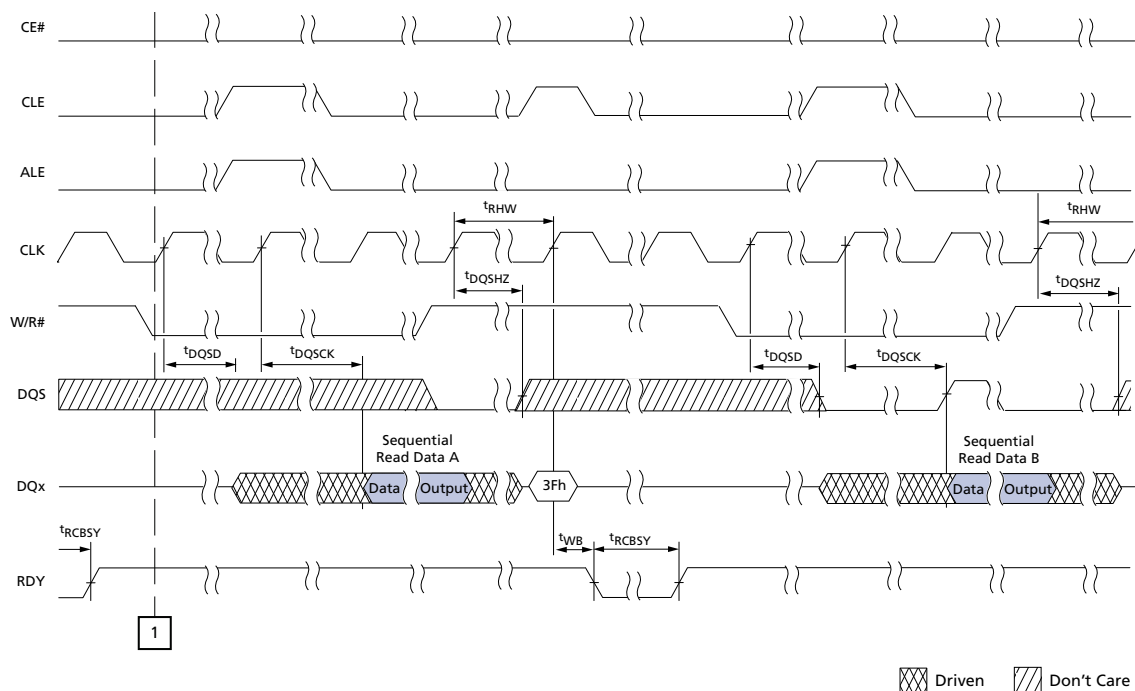 CE#
CLE
ALE
tRHW
tRHW
CLK
tDQSHZ
tDQSHZ
W/R#
tDQSD
tDQSCK
tDQSD
tDQSCK
DQS
Sequential
Read Data A
Sequential
Read Data B
DQx
Data
Output
3Fh
Data
Output
tRCBSY
tWB
tRCBSY
RDY
1
Driven
Don't Care